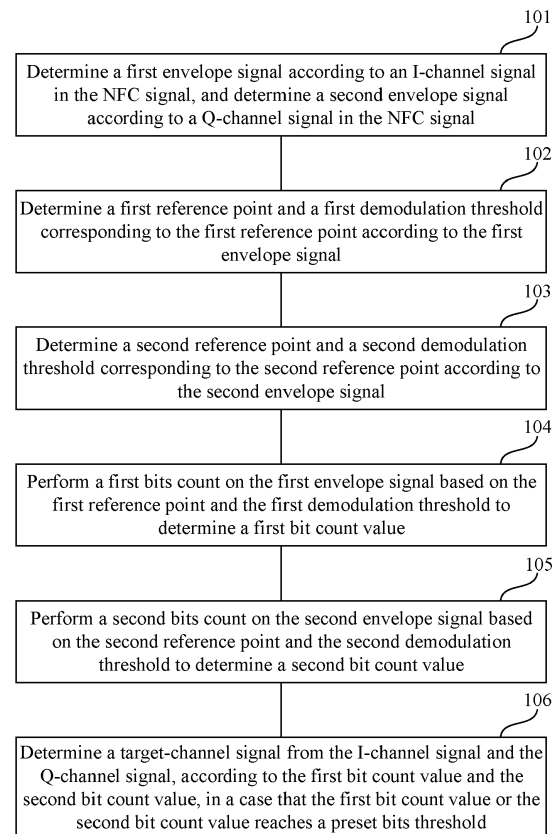 101
Determine a first envelope signal according to an I-channel signal
in the NFC signal, and determine a second envelope signal
according to a Q-channel signal in the NFC signal
102
Determine a first reference point and a first demodulation threshold
corresponding to the first reference point according to the first
envelope signal
103
Determine a second reference point and a second demodulation
threshold corresponding to the second reference point according to
the second envelope signal
104
Perform a first bits count on the first envelope signal based on the
first reference point and the first demodulation threshold to
determine a first bit count value
105
Perform a second bits count on the second envelope signal based
on the second reference point and the second demodulation
threshold to determine a second bit count value
106
Determine a target-channel signal from the I-channel signal and the
Q-channel signal, according to the first bit count value and the
second bit count value, in a case that the first bit count value or the
second bit count value reaches a preset bits threshold